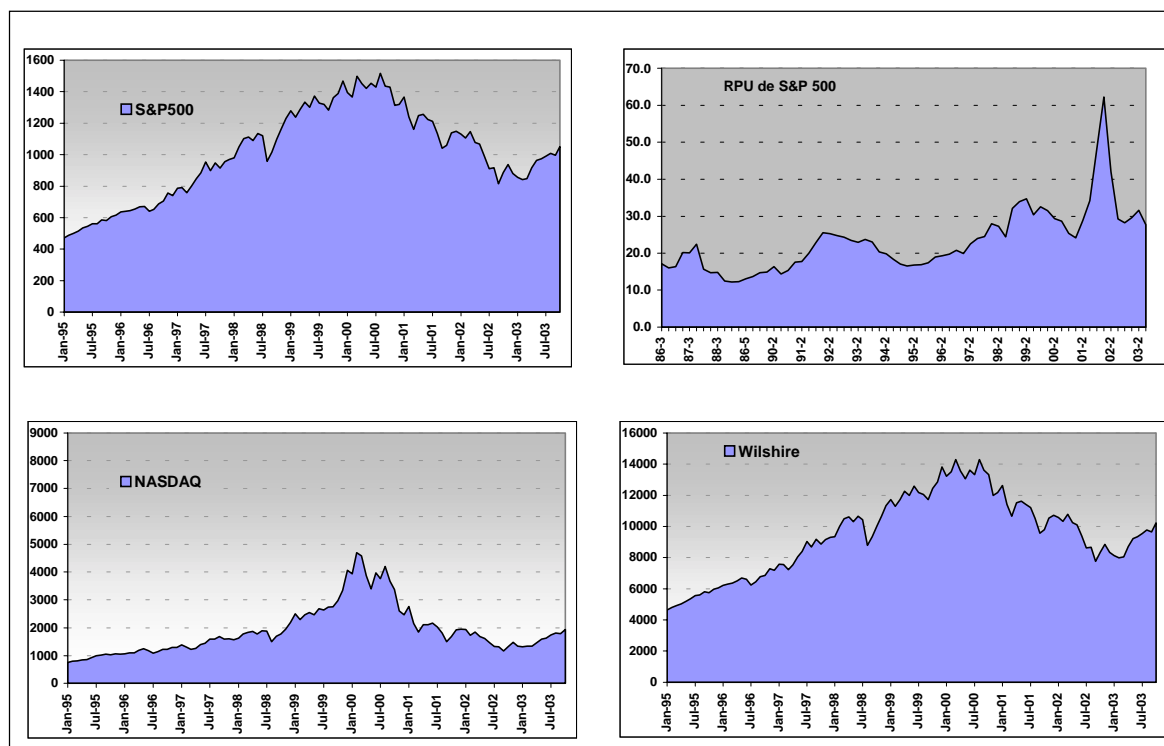 S&P500
1600
1400
1200
1000
800
600
400
200
0
Jan-95
Jul-95
Jan-96
Jul-96
Jan-97
Jul-97
Jan-98
Jul-98
Jan-99
Jul-99
Jan-00
Jul-00
Jan-01
Jul-01
Jan-02
Jul-02
Jan-03
Jul-03
RPU de S&P 500
70.0
60.0
50.0
40.0
30.0
20.0
10.0
0.0
86-3
87-3
88-3
86-5
90-2
91-2
92-2
93-2
94-2
95-2
96-2
97-2
98-2
99-2
00-2
01-2
02-2
03-2
NASDAQ
9000
8000
7000
6000
5000
4000
3000
2000
1000
0
Jan-95
Jul-95
Jan-96
Jul-96
Jan-97
Jul-97
Jan-98
Jul-98
Jan-99
Jul-99
Jan-00
Jul-00
Jan-01
Jul-01
Jan-02
Jul-02
Jan-03
Jul-03
Wilshire
16000
14000
12000
10000
8000
6000
4000
2000
0
Jan-95
Jul-95
Jan-96
Jul-96
Jan-97
Jul-97
Jan-98
Jul-98
Jan-99
Jul-99
Jan-00
Jul-00
Jan-01
Jul-01
Jan-02
Jul-02
Jan-03
Jul-03